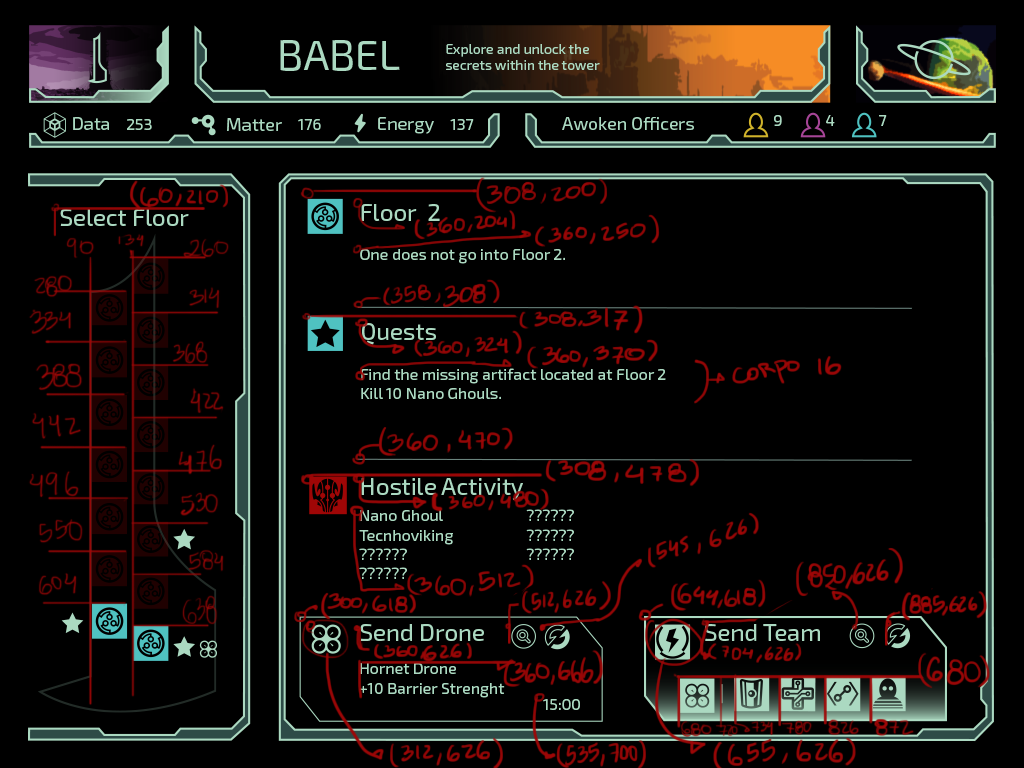 BABEL
Explore and unlock the
secrets within the tower
Data 253
Matter 176
Energy 137
Awoken Officers
9
4
7
(60,210)
Select Floor
90
134
260
280
314
334
368
388
422
442
476
496
530
550
584
604
638
(308,200)
Floor 2
(360,204)
(360,250)
One does not go into Floor 2.
(358,308)
(308,317)
Quests
(360,324)
(360,370)
Find the missing artifact located at Floor 2
Kill 10 Nano Ghouls.
CORPO 16
(360,470)
(308,478)
Hostile Activity
(360,480)
Nano Ghoul ??????
Tecnhoviking ??????
?????? ??????
??????
(360,512)
(545,626)
(300,618)
(512,626)
Send Drone
(360,626)
Hornet Drone
(360,666)
+10 Barrier Strenght
15:00
(312,626)
(535,700)
(850,626)
(644,618)
(885,626)
Send Team
(704,626)
(680)
680
734
780
826
872
(655,626)